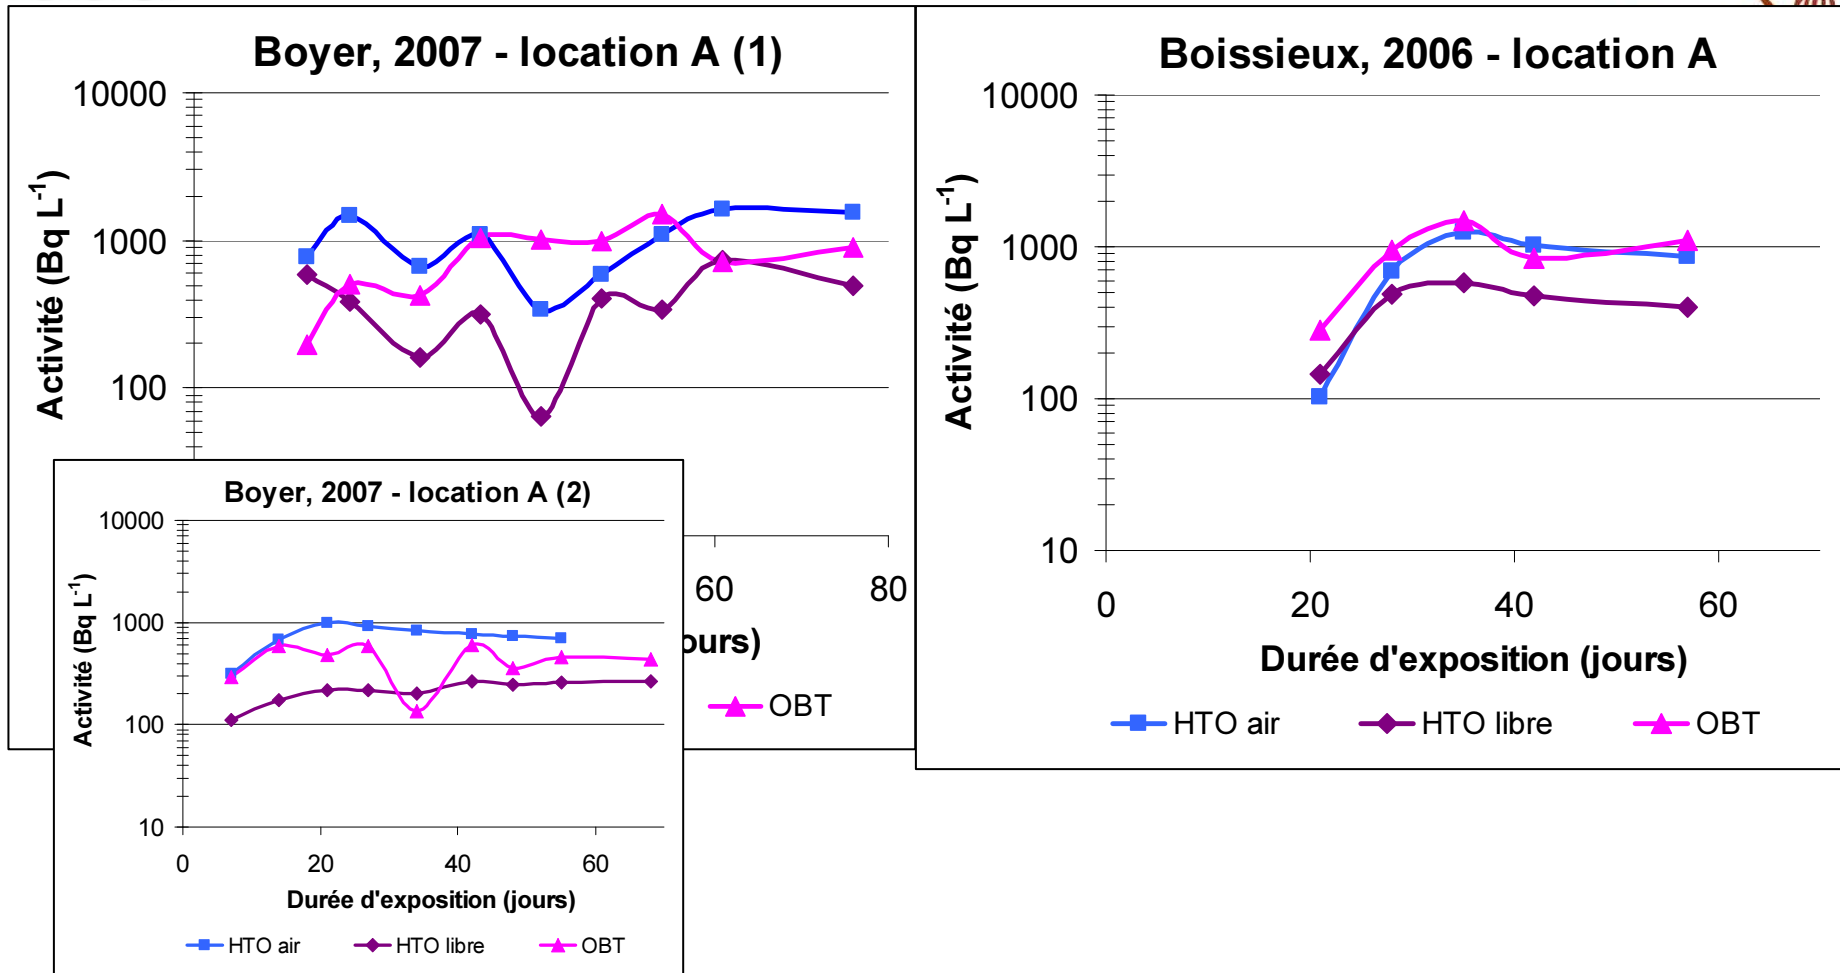 Boyer, 2007 - location A (1)
10000
1000
100
Activité (Bq L-1)
60
80
ours)
OBT
Boyer, 2007 - location A (2)
10000
1000
100
10
Activité (Bq L-1)
0
20
40
60
Durée d'exposition (jours)
HTO air
HTO libre
OBT
Boissieux, 2006 - location A
10000
1000
100
10
Activité (Bq L-1)
0
20
40
60
Durée d'exposition (jours)
HTO air
HTO libre
OBT